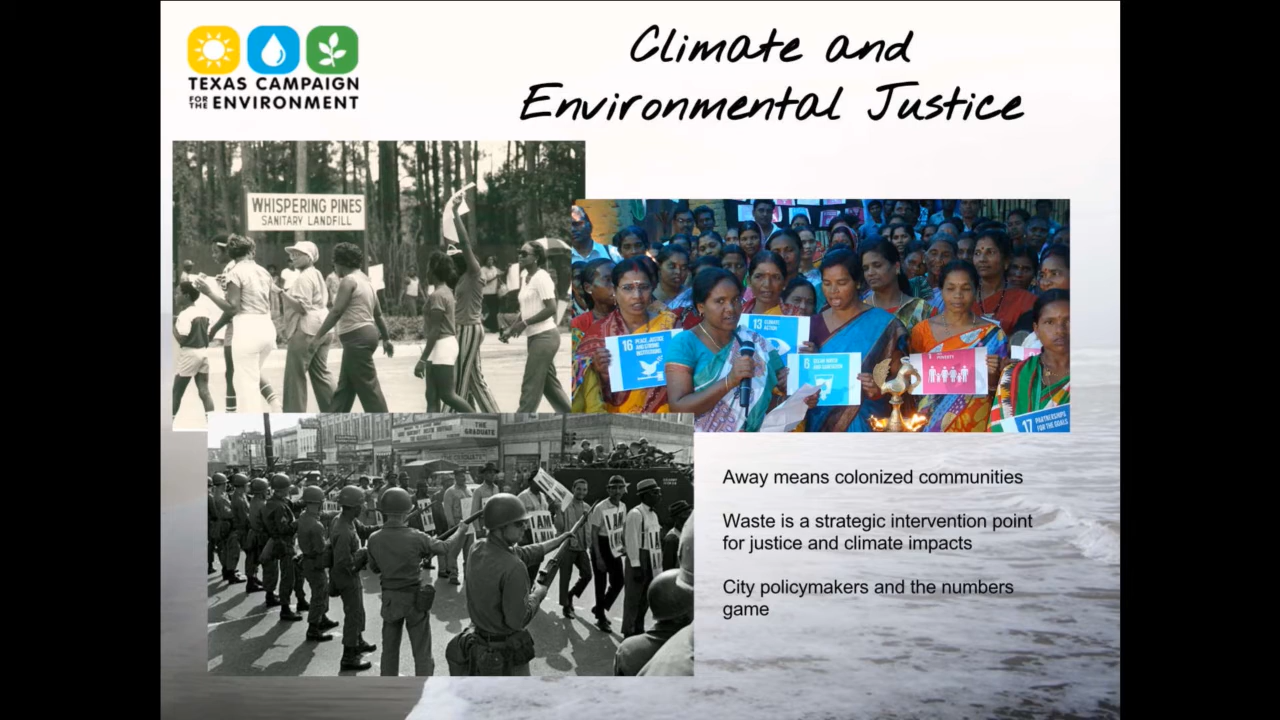 TEXAS CAMPAIGN
FOR THE ENVIRONMENT
Climate and
Environmental Justice
WHISPERING PINES
SANITARY LANDFILL
16 PEACE, JUSTICE
AND STRONG
INSTITUTIONS
13 CLIMATE
ACTION
6 CLEAN WATER
AND SANITATION
POVERTY
17 PARTNERSHIPS
FOR THE GOALS
THE
GRADUATE
I AM
Away means colonized communities
Waste is a strategic intervention point
for justice and climate impacts
City policymakers and the numbers
game